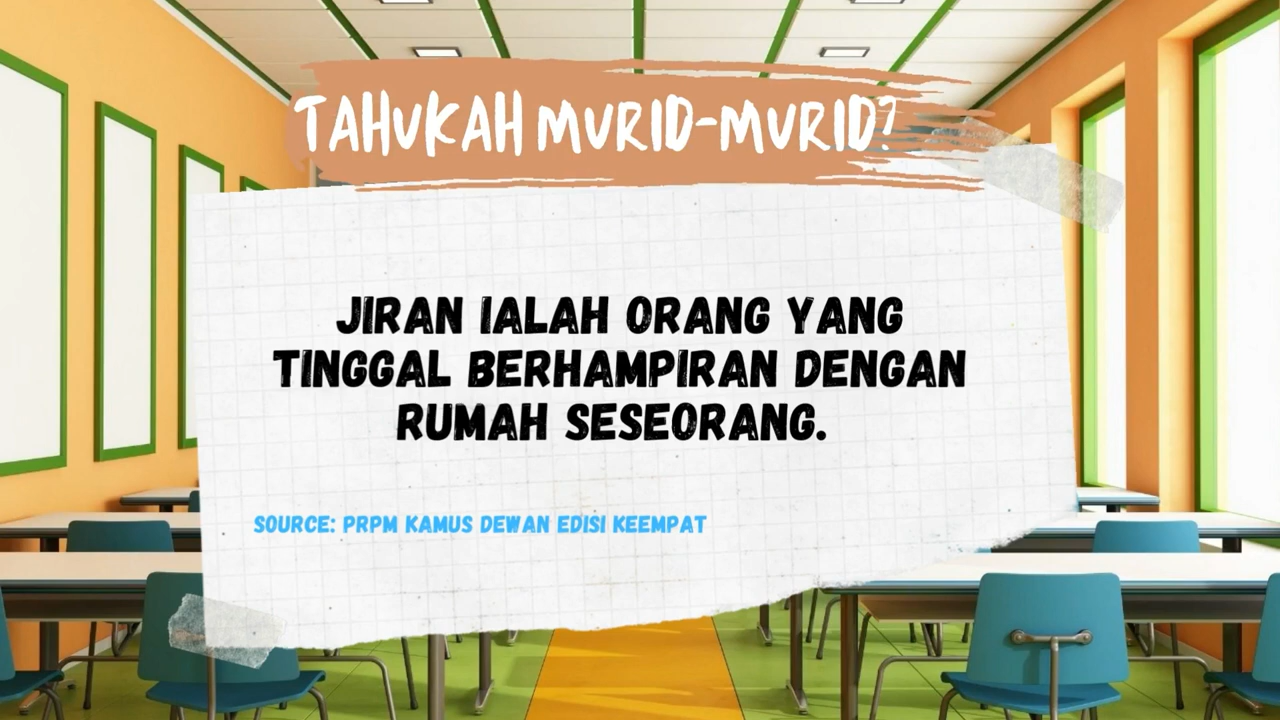 TAHUKAH MURID-MURID?
JIRAN IALAH ORANG YANG
TINGGAL BERHAMPIRAN DENGAN
RUMAH SESEORANG.
SOURCE: PRPM KAMUS DEWAN EDISI KEEMPAT